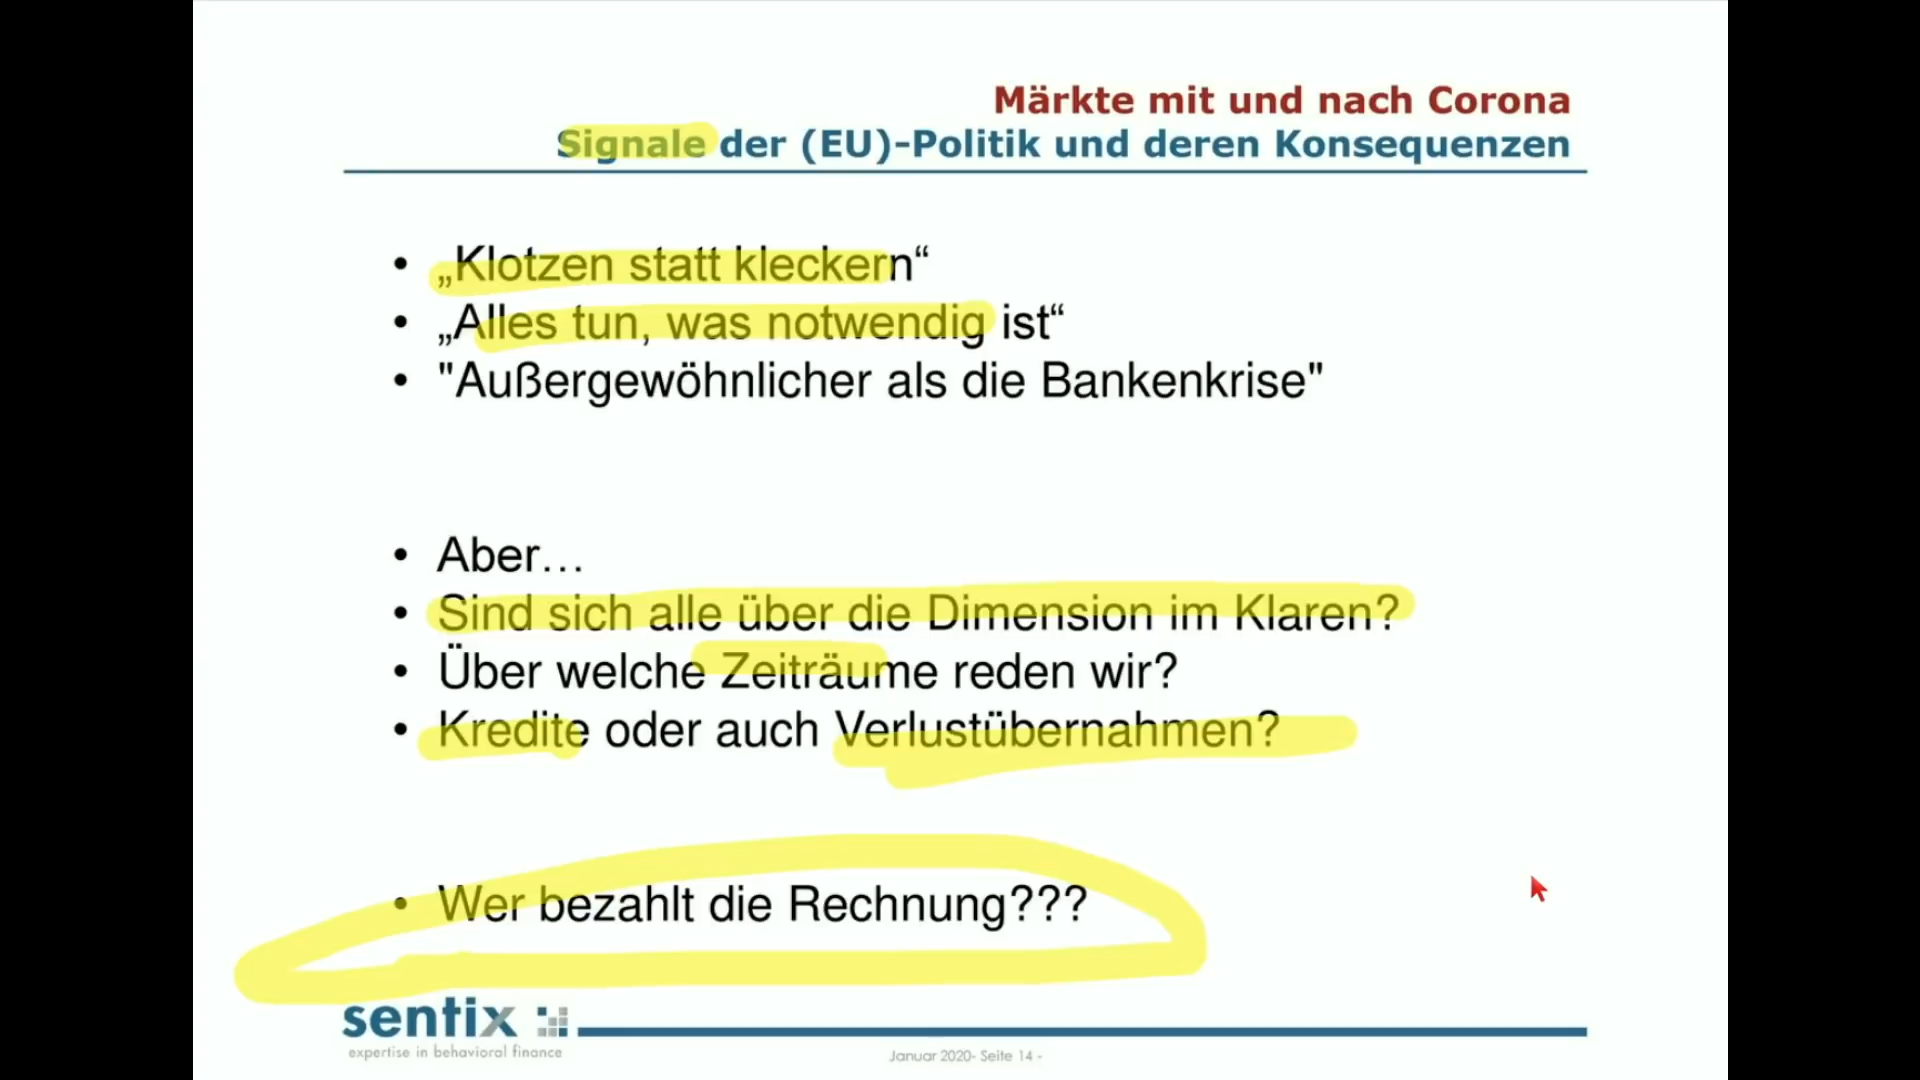 Märkte mit und nach Corona
Signale der (EU)-Politik und deren Konsequenzen
• „Klotzen statt kleckern“
• „Alles tun, was notwendig ist“
• "Außergewöhnlicher als die Bankenkrise"
• Aber…
• Sind sich alle über die Dimension im Klaren?
• Über welche Zeiträume reden wir?
• Kredite oder auch Verlustübernahmen?
• Wer bezahlt die Rechnung???
sentix
expertise in behavioral finance
Januar 2020- Seite 14 -